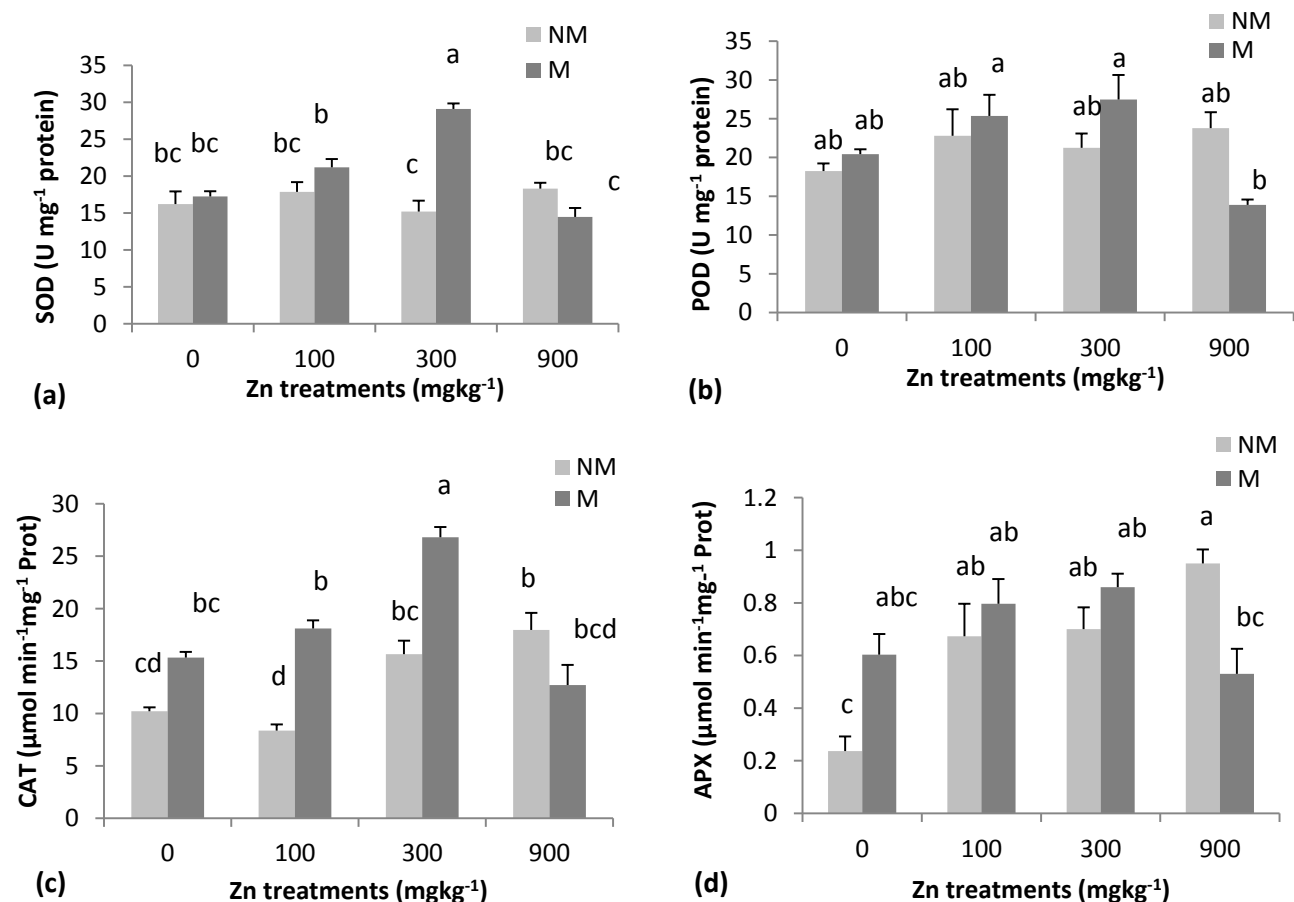 NM
M
35
30
25
20
15
10
5
0
SOD (U mg⁻¹ protein)
bc
bc
bc
b
c
a
bc
c
0 100 300 900
Zn treatments (mgkg⁻¹)
(a)
NM
M
35
30
25
20
15
10
5
0
POD (U mg⁻¹ protein)
ab
ab
ab
a
ab
a
ab
b
0 100 300 900
Zn treatments (mgkg⁻¹)
(b)
NM
M
30
25
20
15
10
5
0
CAT (µmol min⁻¹mg⁻¹ Prot)
cd
bc
d
b
bc
a
b
bcd
0 100 300 900
Zn treatments (mgkg⁻¹)
(c)
NM
M
1.2
1
0.8
0.6
0.4
0.2
0
APX (µmol min⁻¹mg-¹ Prot)
c
abc
ab
ab
ab
ab
a
bc
0 100 300 900
Zn treatments (mgkg⁻¹)
(d)